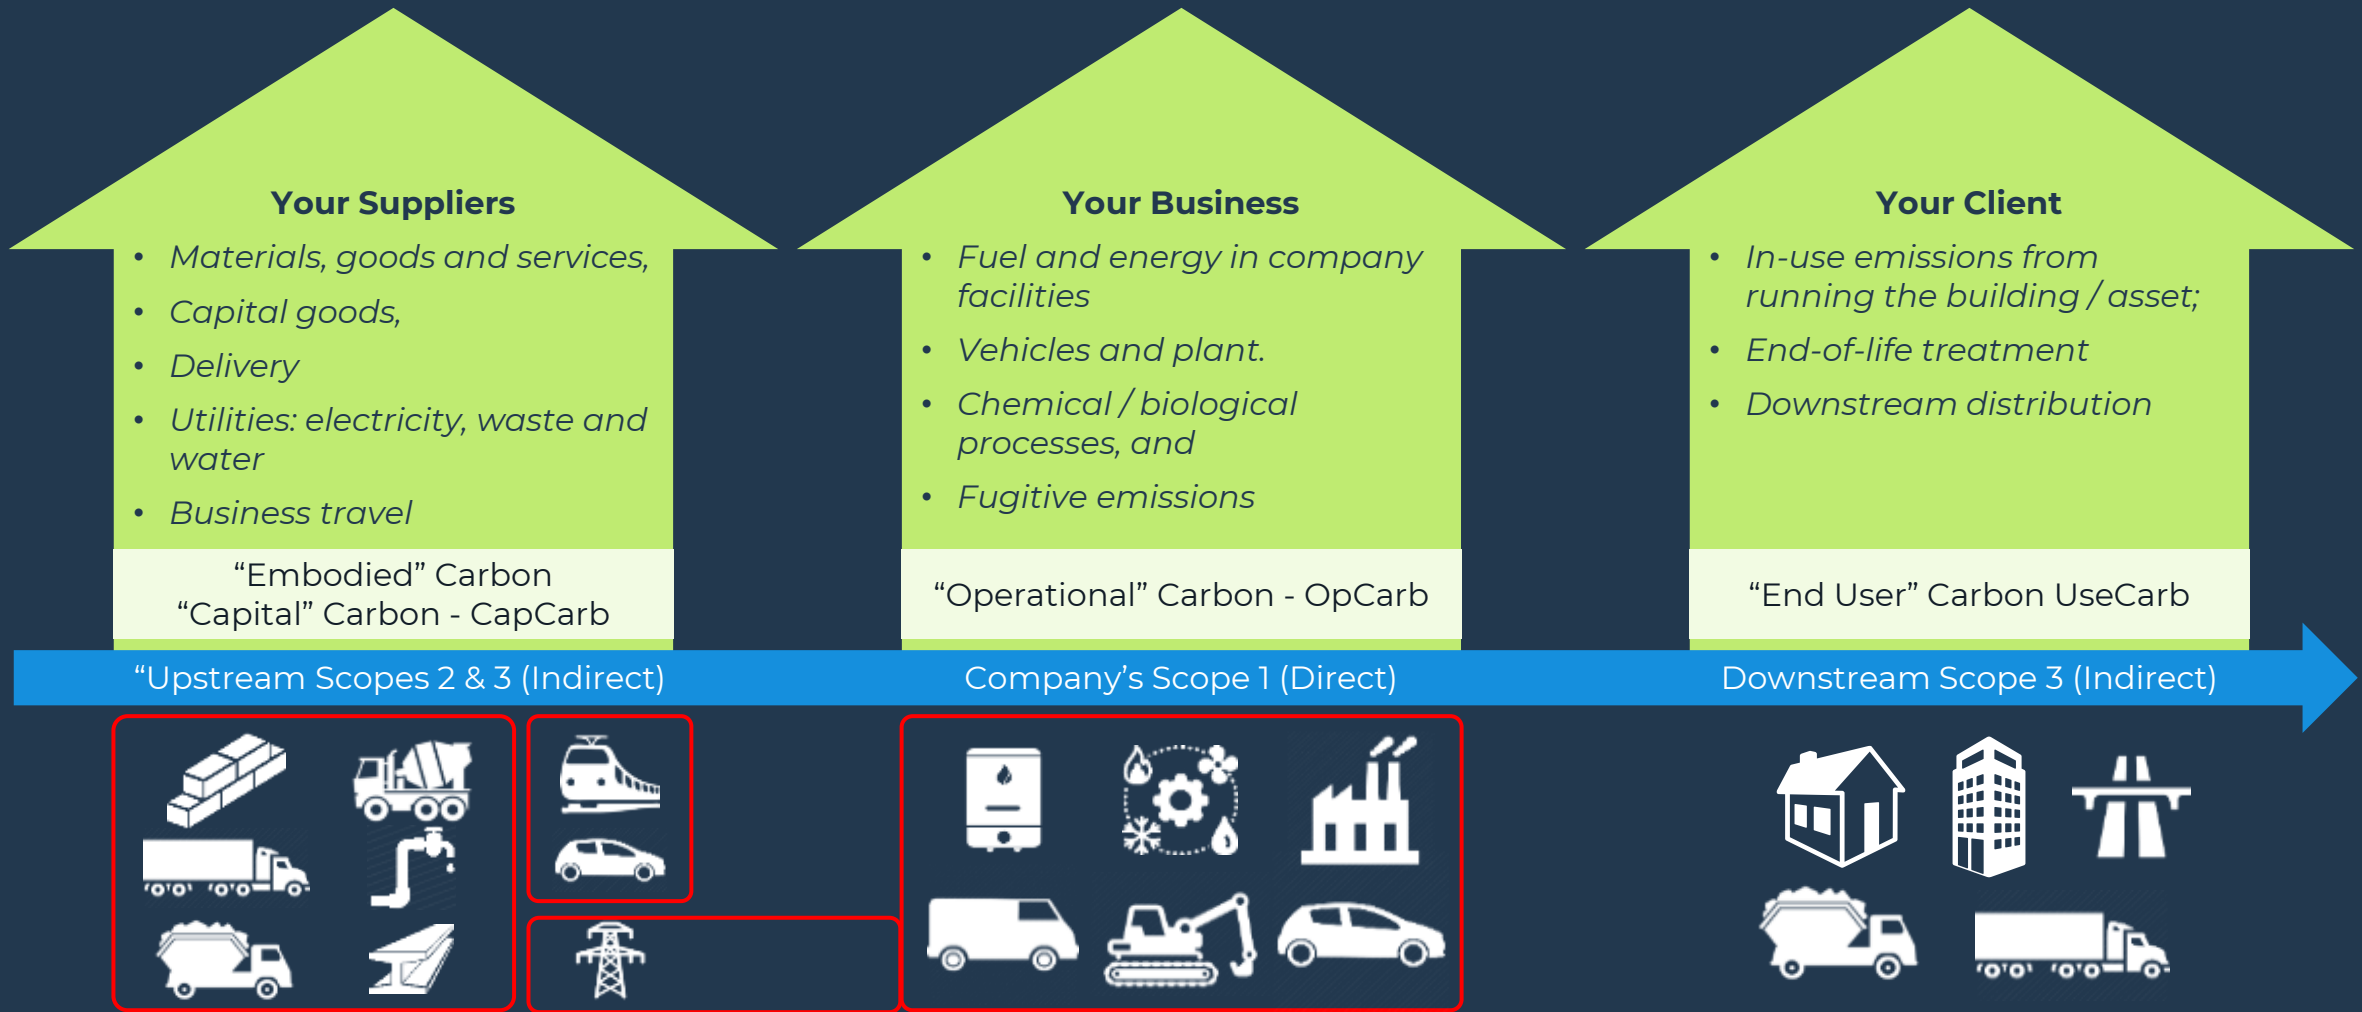 Your Suppliers
• Materials, goods and services,
• Capital goods,
• Delivery
• Utilities: electricity, waste and
water
• Business travel
“Embodied” Carbon
“Capital” Carbon - CapCarb
“Upstream Scopes 2 & 3 (Indirect)
Your Business
• Fuel and energy in company
facilities
• Vehicles and plant.
• Chemical / biological
processes, and
• Fugitive emissions
“Operational” Carbon - OpCarb
Company’s Scope 1 (Direct)
Your Client
• In-use emissions from
running the building / asset;
• End-of-life treatment
• Downstream distribution
“End User” Carbon UseCarb
Downstream Scope 3 (Indirect)